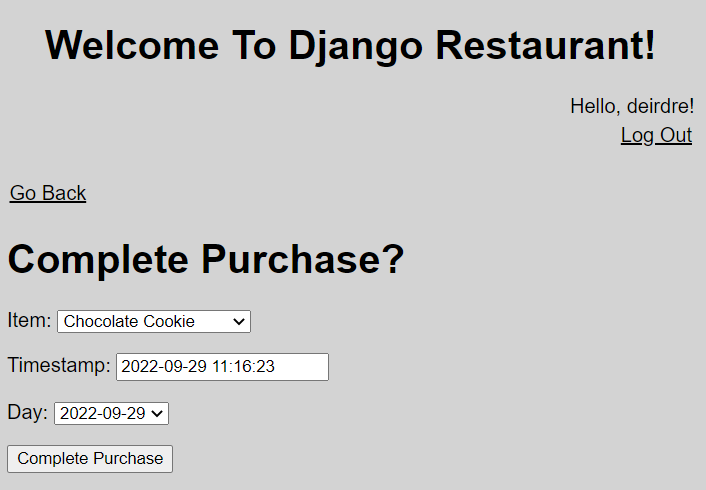 Welcome To Django Restaurant!
Hello, deirdre!
Log Out
Go Back
Complete Purchase?
Item: Chocolate Cookie
Timestamp: 2022-09-29 11:16:23
Day: 2022-09-29
Complete Purchase